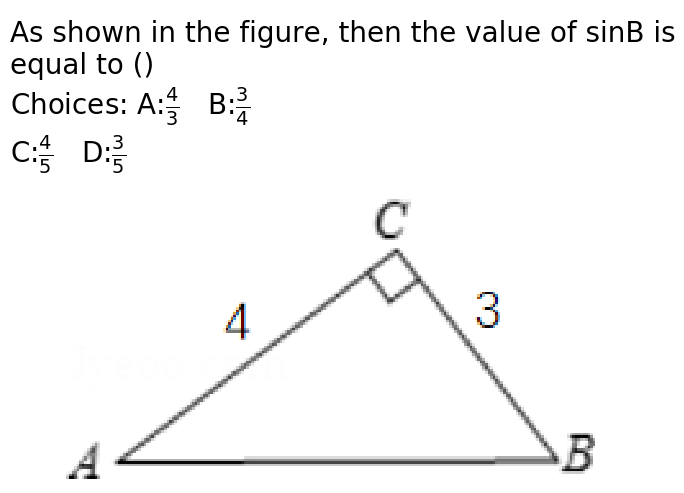 As shown in the figure, then the value of sinB is
equal to ()
Choices: A:\frac{4}{3} B:\frac{3}{4}
C:\frac{4}{5} D:\frac{3}{5}
C
4
3
A
B